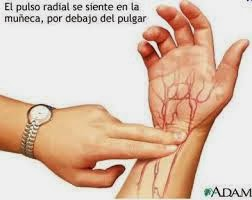 El pulso radial se siente en la
muñeca, por debajo del pulgar
ADAM